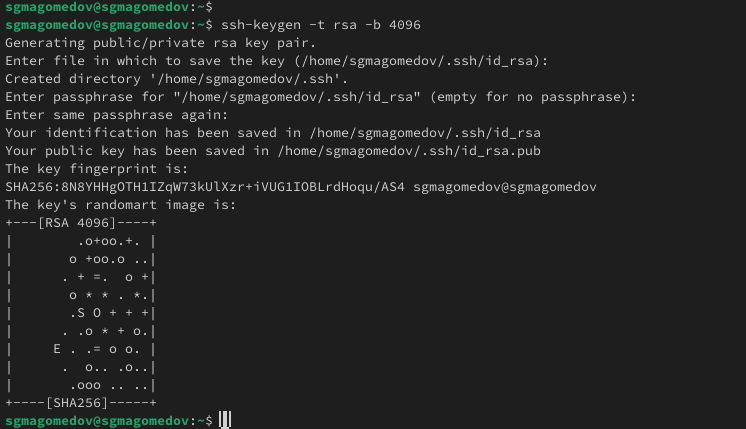 sgmagomedov@sgmagomedov:~$
sgmagomedov@sgmagomedov:~$ ssh-keygen -t rsa -b 4096
Generating public/private rsa key pair.
Enter file in which to save the key (/home/sgmagomedov/.ssh/id_rsa):
Created directory '/home/sgmagomedov/.ssh'.
Enter passphrase for "/home/sgmagomedov/.ssh/id_rsa" (empty for no passphrase):
Enter same passphrase again:
Your identification has been saved in /home/sgmagomedov/.ssh/id_rsa
Your public key has been saved in /home/sgmagomedov/.ssh/id_rsa.pub
The key fingerprint is:
SHA256:8N8YHHgOTH1IZqW73kUlXzr+iVUG1IOBLrdHoqu/AS4 sgmagomedov@sgmagomedov
The key's randomart image is:
+---[RSA 4096]----+
|        .o+oo.+. |
|       o +oo.o ..|
|      . + =.  o +|
|       o * * . *.|
|       .S O + + +|
|      . .o * + o.|
|     E . .= o o. |
|      .  o.. .o..|
|       .ooo .. ..|
+----[SHA256]-----+
sgmagomedov@sgmagomedov:~$